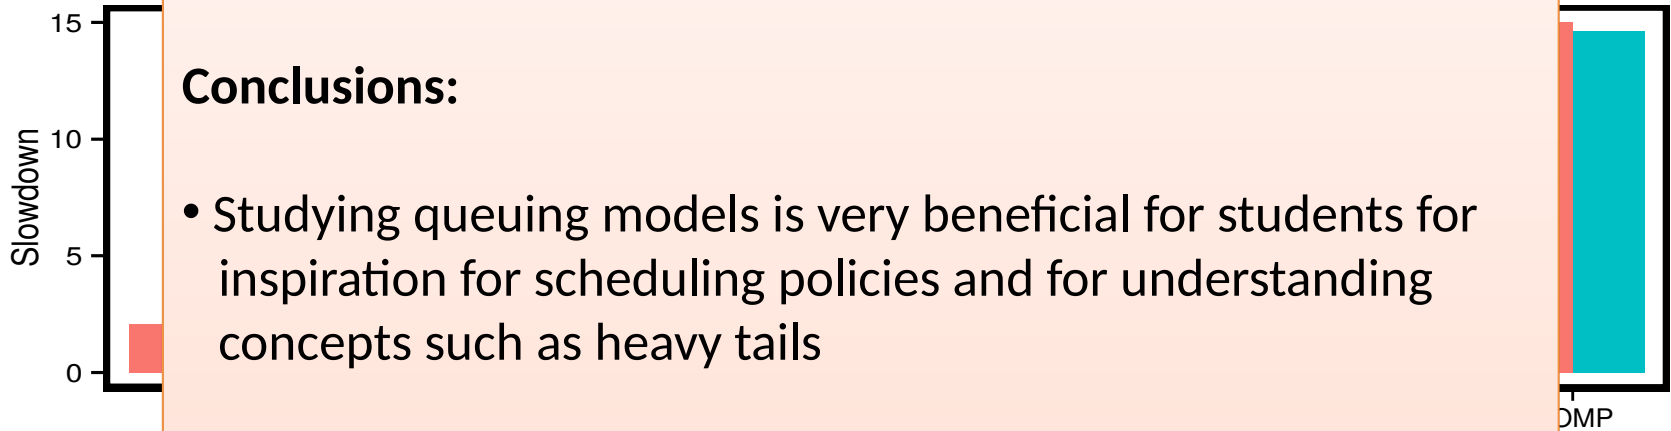 15
10
5
0
Slowdown
Conclusions:
• Studying queuing models is very beneficial for students for
inspiration for scheduling policies and for understanding
concepts such as heavy tails